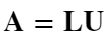 A = LU